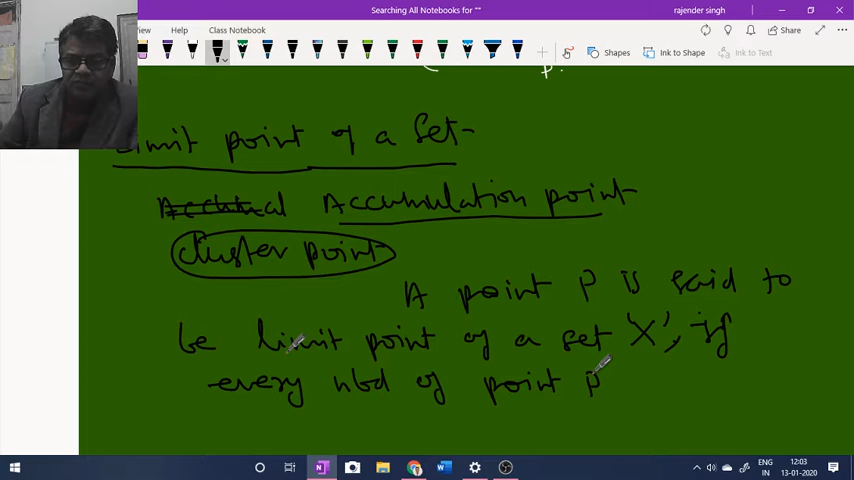 Searching All Notebooks for ""
rajender singh
View Help Class Notebook
Share
Shapes Ink to Shape Ink to Text
p.
Limit point of a Set-
Accumulation point
Cluster point
A point P is said to
be limit point of a set 'X', if
every nbd of point P
ENG 12:03
IN 13-01-2020